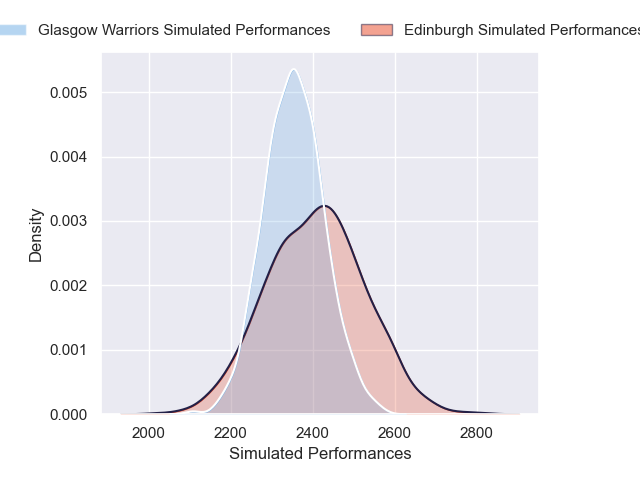 Glasgow Warriors Simulated Performances
Edinburgh Simulated Performances
0.005
0.004
0.003
0.002
0.001
0.000
Density
2000
2200
2400
2600
2800
Simulated Performances